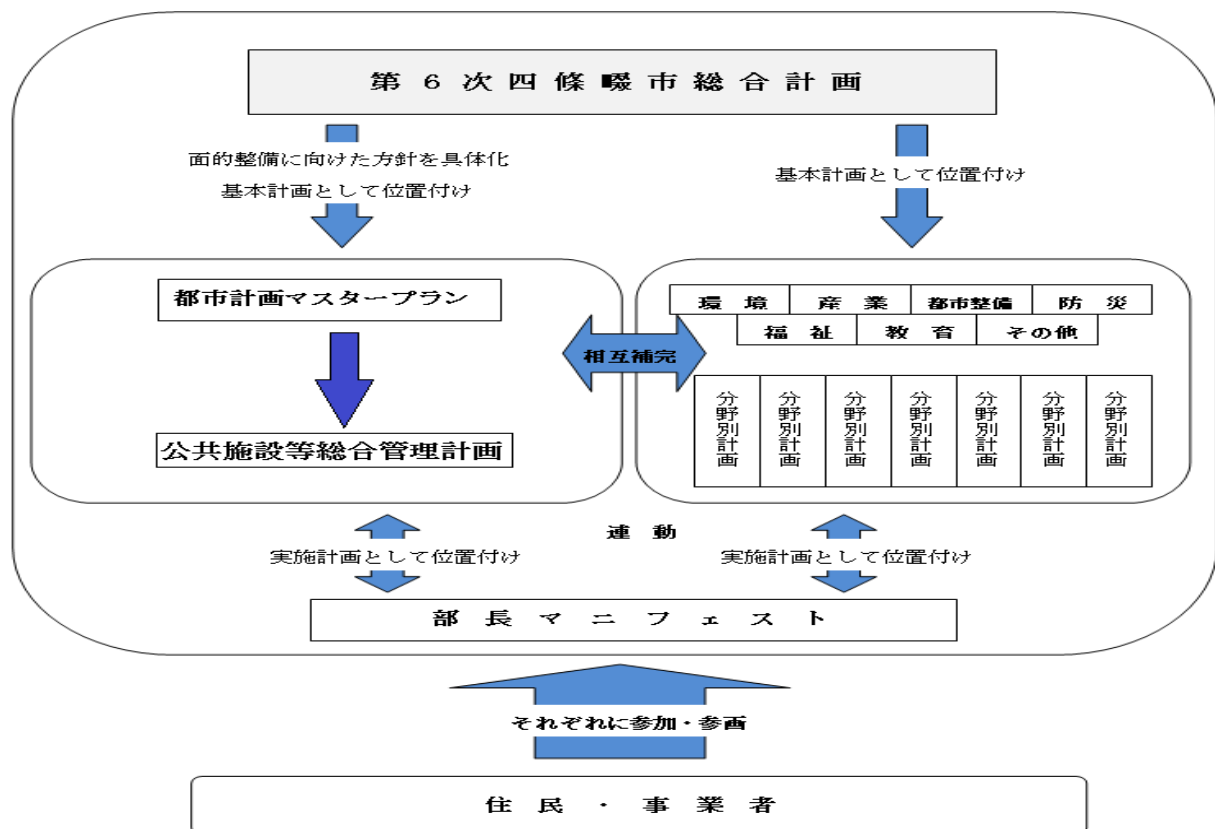 第６次四條畷市総合計画
面的整備に向けた方針を具体化
基本計画として位置付け
基本計画として位置付け
都市計画マスタープラン
公共施設等総合管理計画
相互補完
環境 産業 都市整備 防災
福祉 教育 その他
分野別計画
分野別計画
分野別計画
分野別計画
分野別計画
分野別計画
分野別計画
連動
実施計画として位置付け
実施計画として位置付け
部長マニフェスト
それぞれに参加・参画
住民・事業者